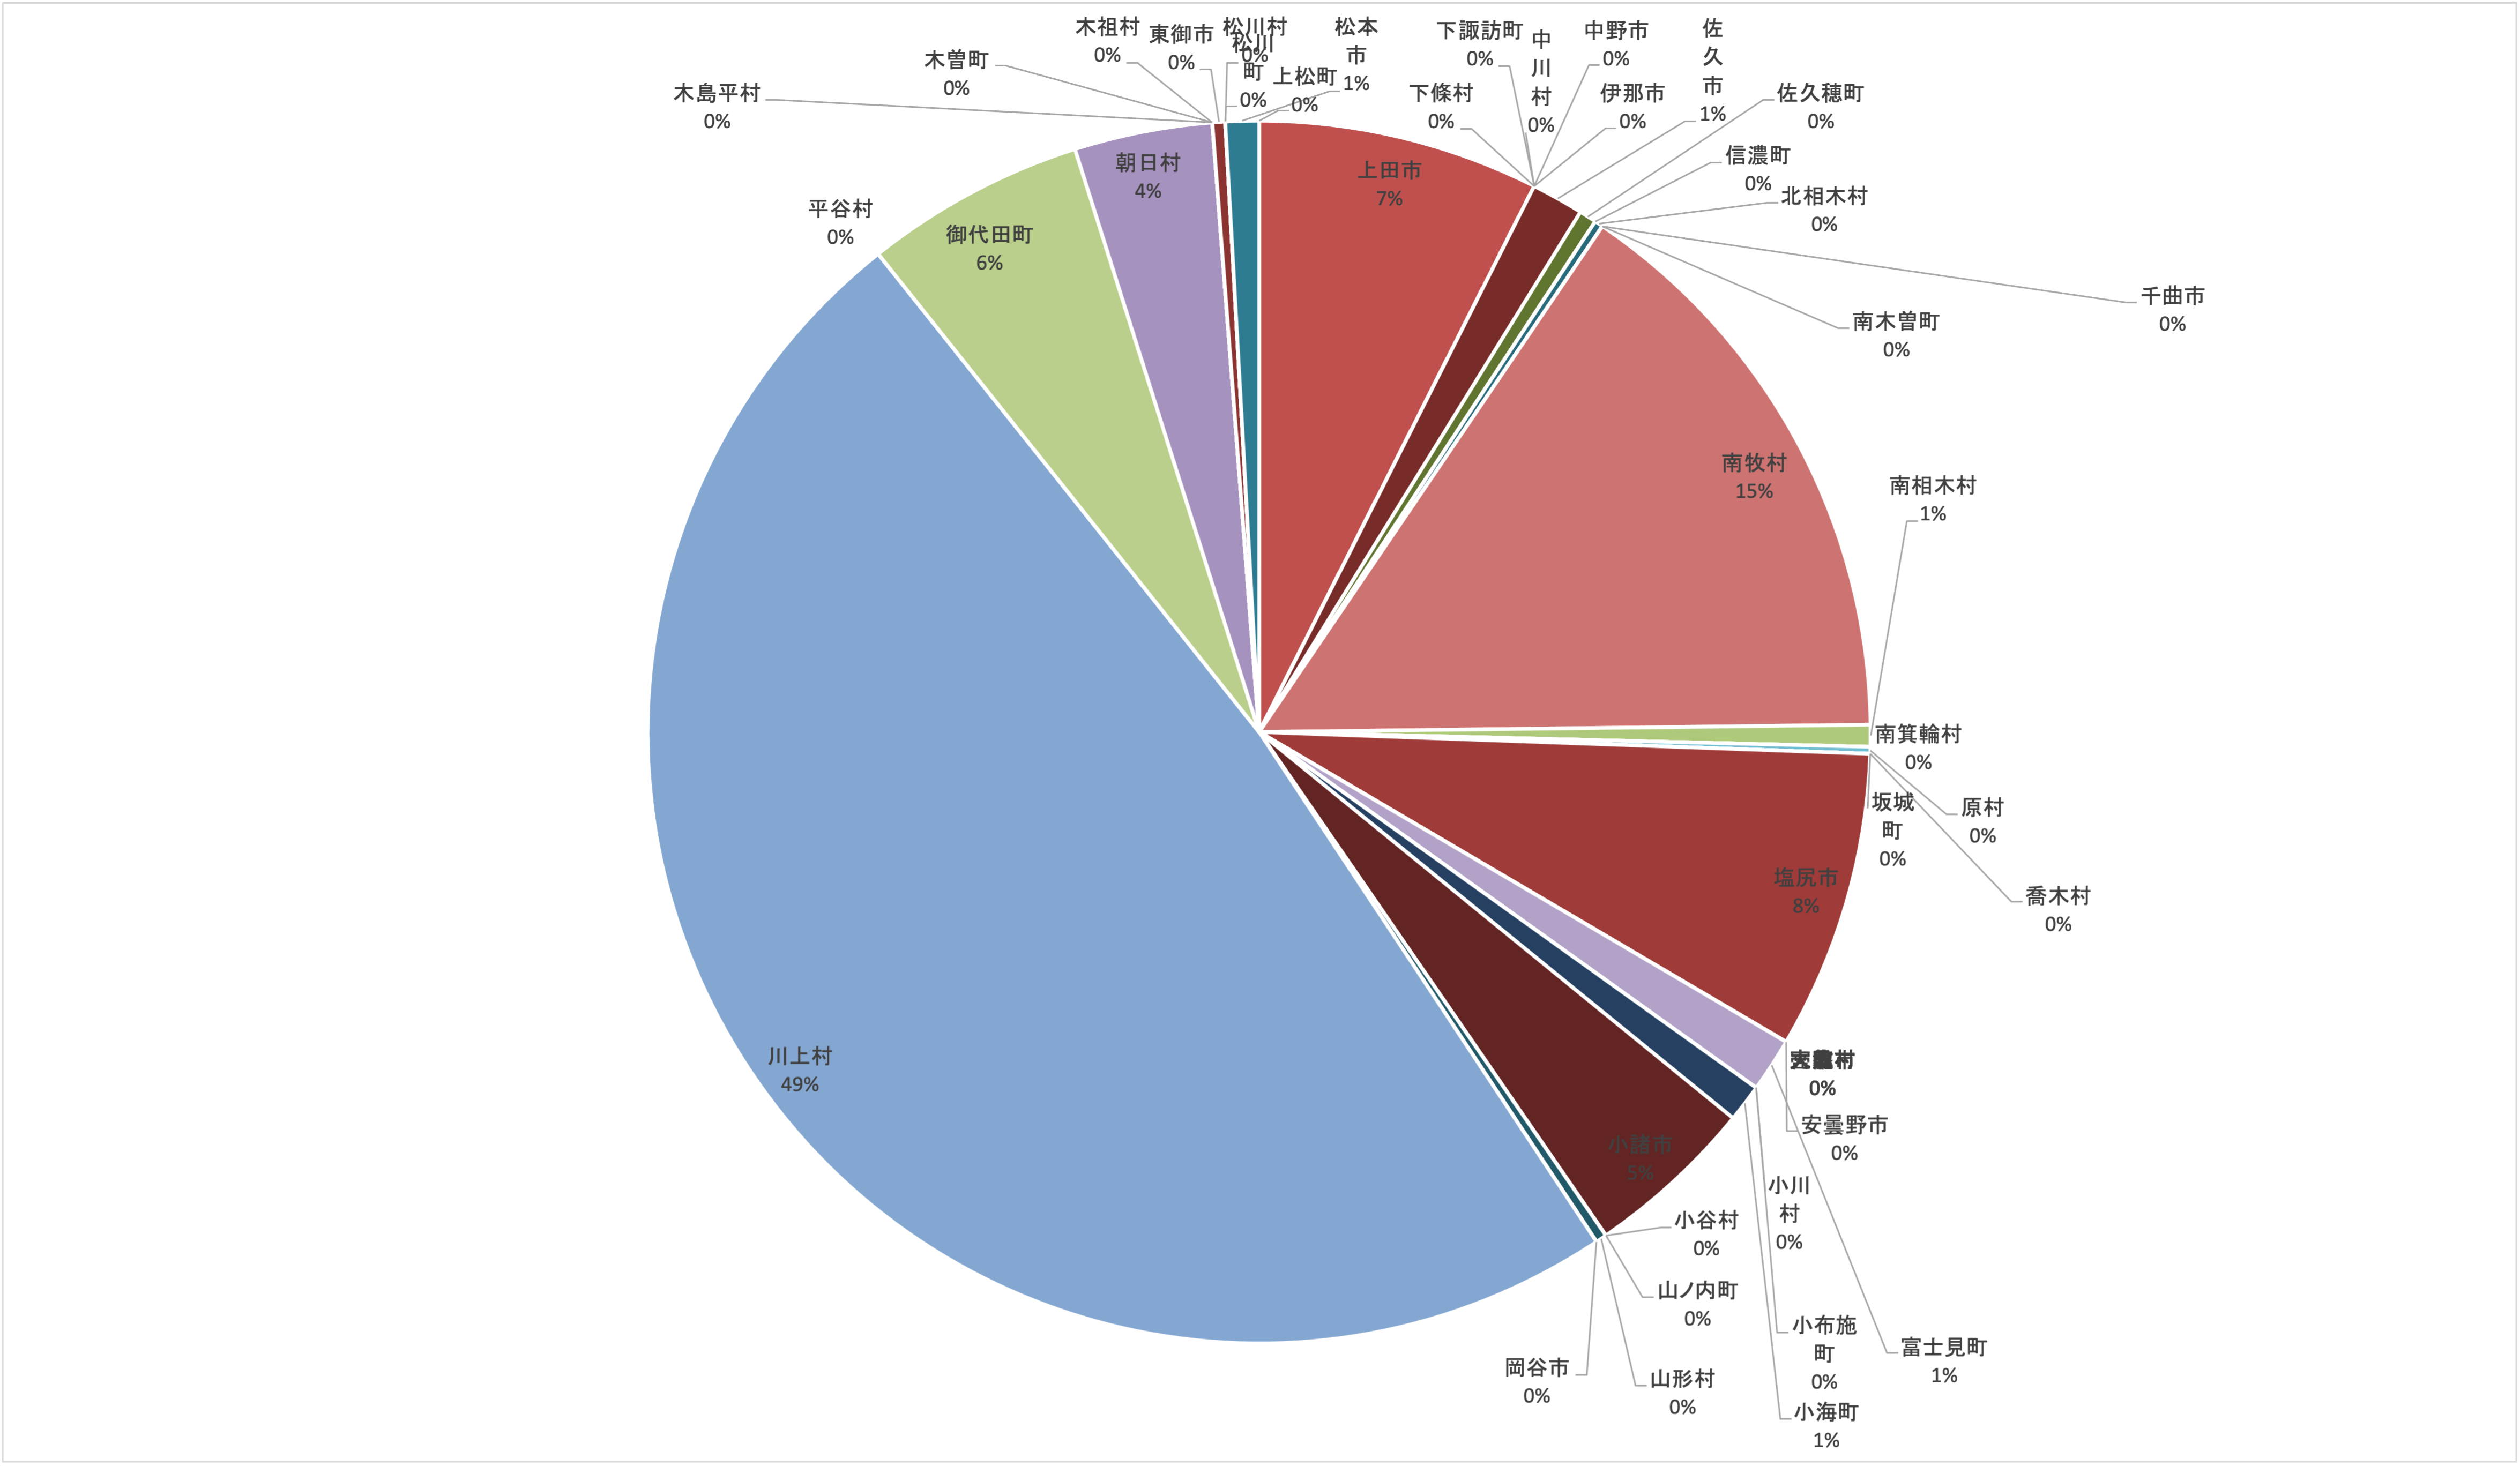 木祖村
0%
東御市
0%
松川村
0%
松川
町
0%
上松町
0%
松本
市
1%
下諏訪町
0%
中
川
村
0%
中野市
0%
佐
久
市
1%
木曽町
0%
木島平村
0%
下條村
0%
伊那市
0%
佐久穂町
0%
信濃町
0%
北相木村
0%
千曲市
0%
南木曽町
0%
上田市
7%
朝日村
4%
御代田町
6%
平谷村
0%
南牧村
15%
南相木村
1%
南箕輪村
0%
原村
0%
坂城
町
0%
喬木村
0%
塩尻市
8%
0%
安曇野市
0%
富士見町
1%
小川
村
0%
小布施
町
0%
小海町
1%
小諸市
5%
小谷村
0%
山ノ内町
0%
山形村
0%
岡谷市
0%
川上村
49%